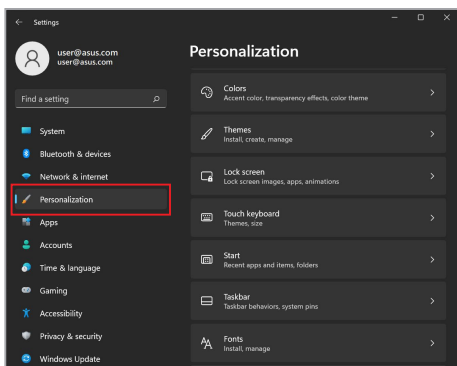 Settings
user@asus.com
user@asus.com
Find a setting
System
Bluetooth & devices
Network & internet
Personalization
Apps
Accounts
Time & language
Gaming
Accessibility
Privacy & security
Windows Update
Personalization
Colors
Accent color, transparency effects, color theme
Themes
Install, create, manage
Lock screen
Lock screen images, apps, animations
Touch keyboard
Themes, size
Start
Recent apps and items, folders
Taskbar
Taskbar behaviors, system pins
Fonts
Install, manage